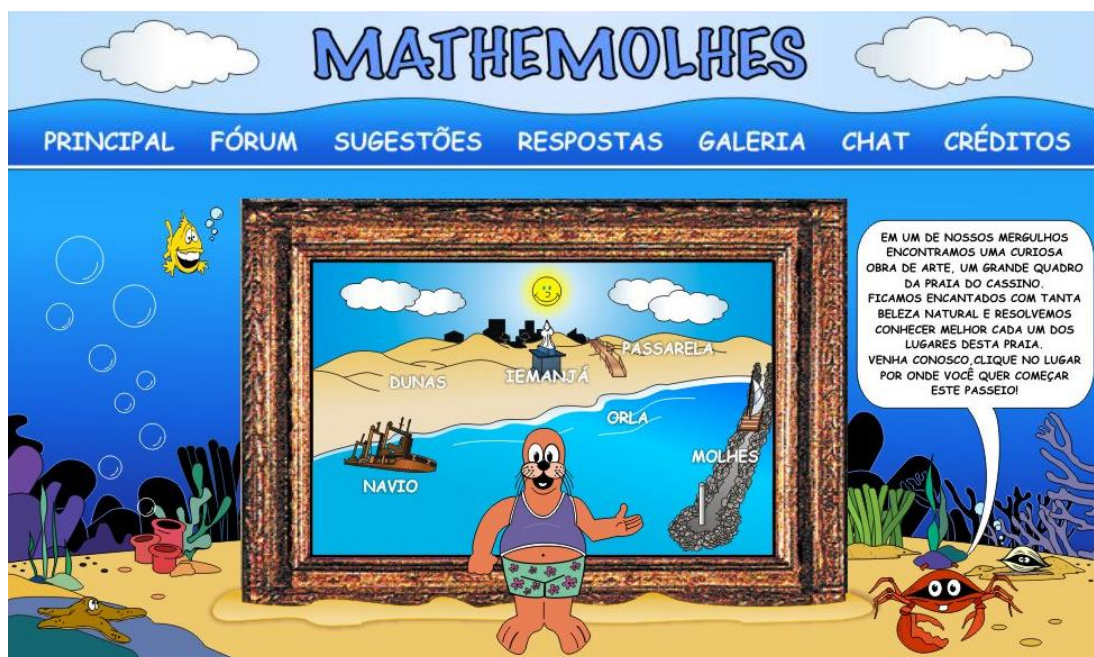 MATHEMOLHES
PRINCIPAL FÓRUM SUGESTÕES RESPOSTAS GALERIA CHAT CRÉDITOS
EM UM DE NOSSOS MERGULHOS
ENCONTRAMOS UMA CURIOSA
OBRA DE ARTE, UM GRANDE QUADRO
DA PRAIA DO CASSINO.
FICAMOS ENCANTADOS COM TANTA
BELEZA NATURAL E RESOLVEMOS
CONHECER MELHOR CADA UM DOS
LUGARES DESTA PRAIA.
VENHA CONOSCO,CLIQUE NO LUGAR
POR ONDE VOCÊ QUER COMEÇAR
ESTE PASSEIO!
PASSARELA
IEMANJÁ
DUNAS
ORLA
MOLHES
NAVIO